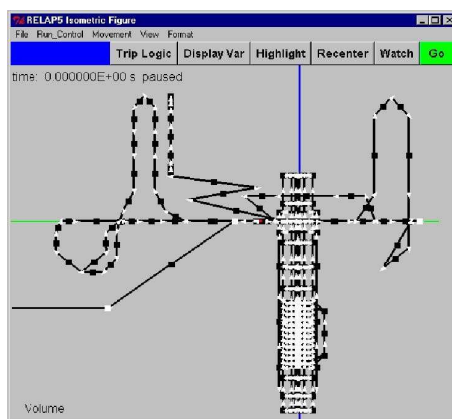 RELAP5 Isometric Figure
File Run_Control Movement View Format
Trip Logic Display Var Highlight Recenter Watch Go
time: 0.000000E+00 s paused
Volume